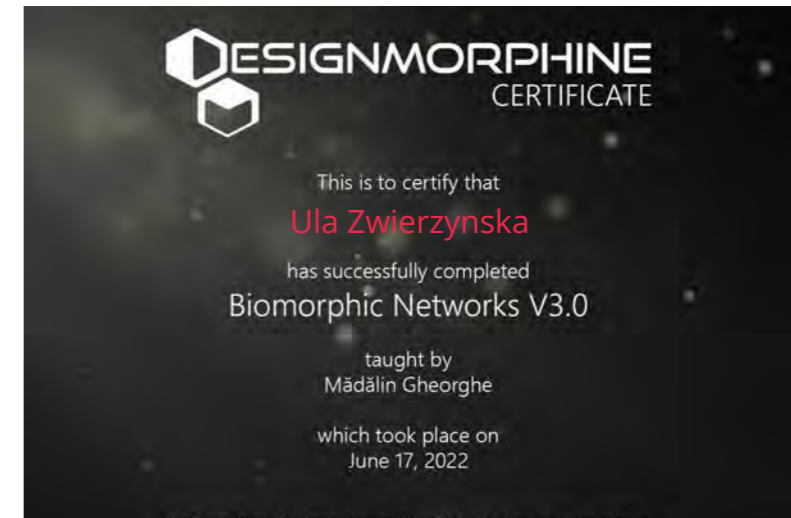 DESIGNMORPHINE
CERTIFICATE
This is to certify that
Ula Zwierzynska
has successfully completed
Biomorphic Networks V3.0
taught by
Mădălin Gheorghe
which took place on
June 17, 2022